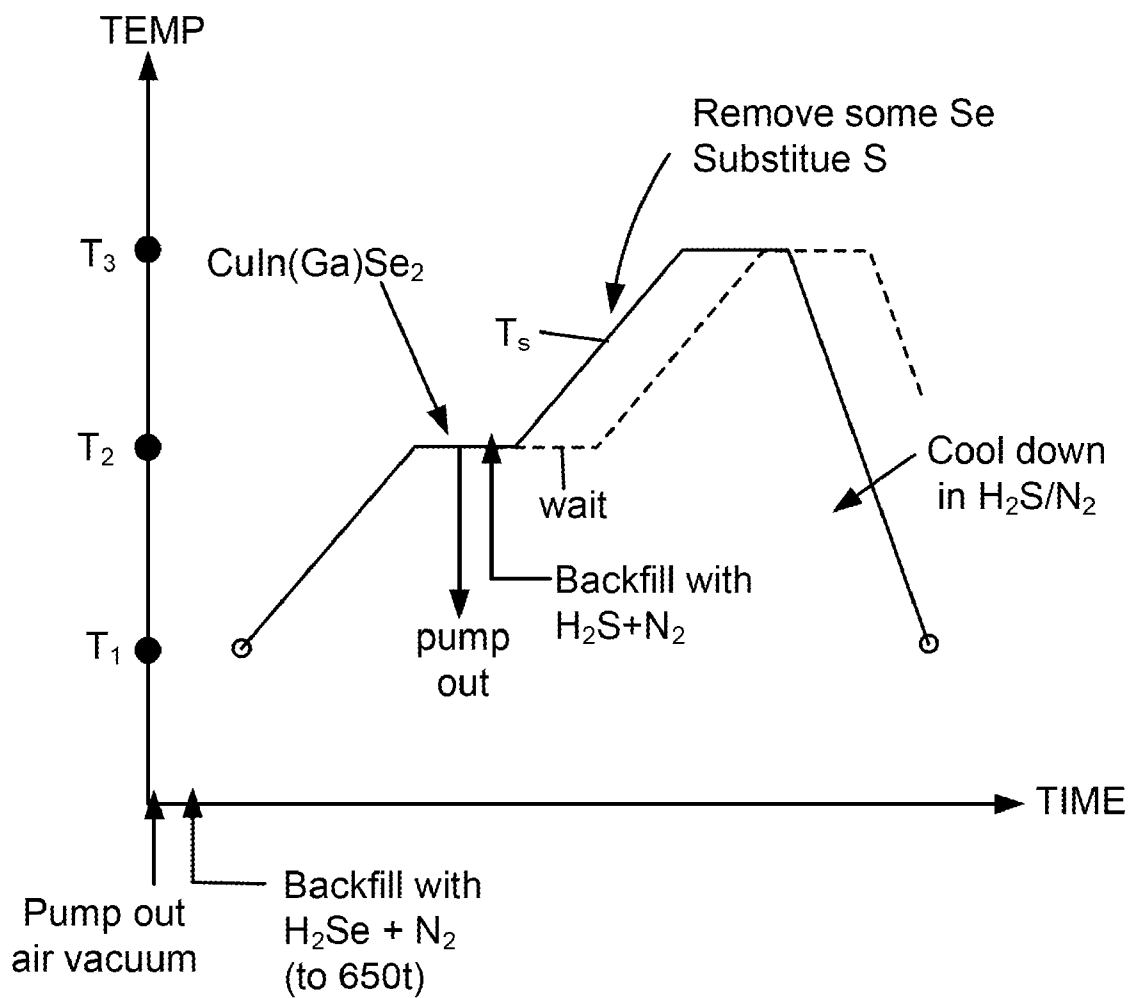 TEMP
Remove some Se
Substitue S
T₃
CuIn(Ga)Se₂
Tₛ
T₂
wait
Cool down
in H₂S/N₂
Backfill with
H₂S+N₂
pump
out
T₁
TIME
Pump out
air vacuum
Backfill with
H₂Se + N₂
(to 650t)